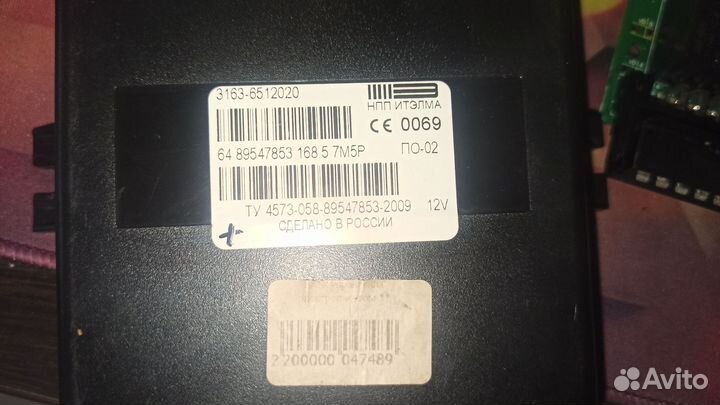 3163-6512020
НПП ИТЭЛМА
CE 0069
64 89547853 168.5 7М5Р ПО-02
ТУ 4573-058-89547853-2009 12V
СДЕЛАНО В РОССИИ
2200000 047489
Avito